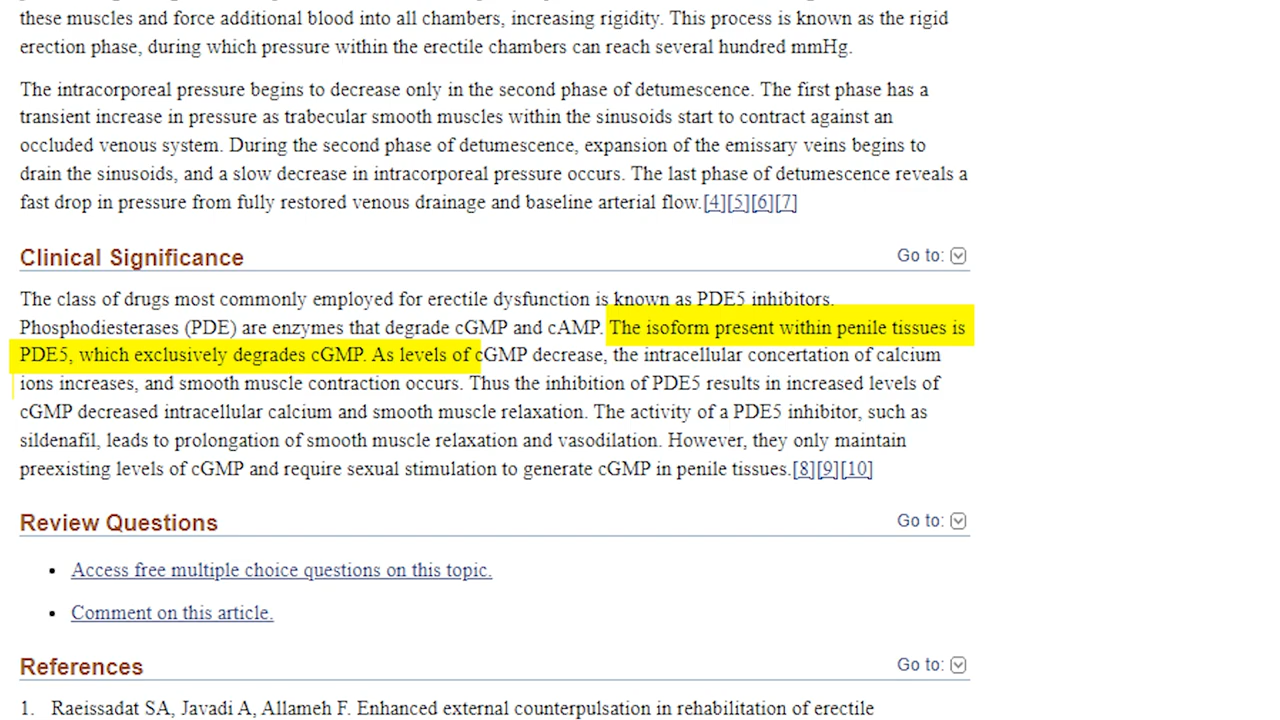 these muscles and force additional blood into all chambers, increasing rigidity. This process is known as the rigid
erection phase, during which pressure within the erectile chambers can reach several hundred mmHg.
The intracorporeal pressure begins to decrease only in the second phase of detumescence. The first phase has a
transient increase in pressure as trabecular smooth muscles within the sinusoids start to contract against an
occluded venous system. During the second phase of detumescence, expansion of the emissary veins begins to
drain the sinusoids, and a slow decrease in intracorporeal pressure occurs. The last phase of detumescence reveals a
fast drop in pressure from fully restored venous drainage and baseline arterial flow.[4][5][6][7]
Clinical Significance Go to:
The class of drugs most commonly employed for erectile dysfunction is known as PDE5 inhibitors.
Phosphodiesterases (PDE) are enzymes that degrade cGMP and cAMP. The isoform present within penile tissues is
PDE5, which exclusively degrades cGMP. As levels of cGMP decrease, the intracellular concertation of calcium
ions increases, and smooth muscle contraction occurs. Thus the inhibition of PDE5 results in increased levels of
cGMP decreased intracellular calcium and smooth muscle relaxation. The activity of a PDE5 inhibitor, such as
sildenafil, leads to prolongation of smooth muscle relaxation and vasodilation. However, they only maintain
preexisting levels of cGMP and require sexual stimulation to generate cGMP in penile tissues.[8][9][10]
Review Questions Go to:
• Access free multiple choice questions on this topic.
• Comment on this article.
References Go to:
1. Raeissadat SA, Javadi A, Allameh F. Enhanced external counterpulsation in rehabilitation of erectile